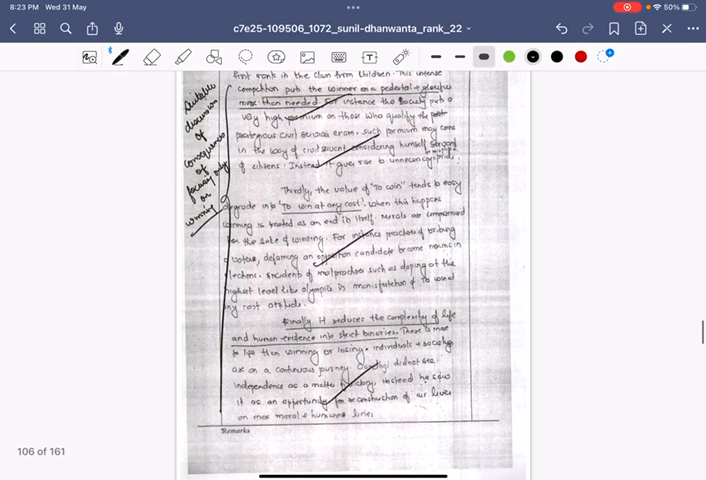 8:23 PM Wed 31 May
50%
c7e25-109506_1072_sunil-dhanwanta_rank_22
first rank in the class from children. This intense
competition puts the winner on a pedestal & glorifies
more than needed. For instance the society puts a
very high premium on those who qualify the
prestigious civil services exam. Such premium may come
in the way of civil servant considering himself servant
of citizens. Instead it gives rise to unnecessary pride.
Suitable
discussion
of
consequences
of
focusing only
on
winning
Thirdly, the value of "To win" tends to easy
degrade into "To win at any cost". When this happens
winning is treated as an end in itself. Morals are compromised
for the sake of winning. For instance practices of bribing
voters, defaming an opposition candidate become norms in
elections. Incidents of malpractices such as doping at the
highest level like olympics is manifestation of To win at
any cost attitude.
Finally it reduces the complexity of life
and human existence into strict binaries. There is more
to life than winning or losing. Individuals & society
are on a continuous journey. Gandhiji did not see
independence as a matter of victory, instead he saw
it as an opportunity for reconstruction of our lives
on more moral & humane lines.
Remarks
106 of 161